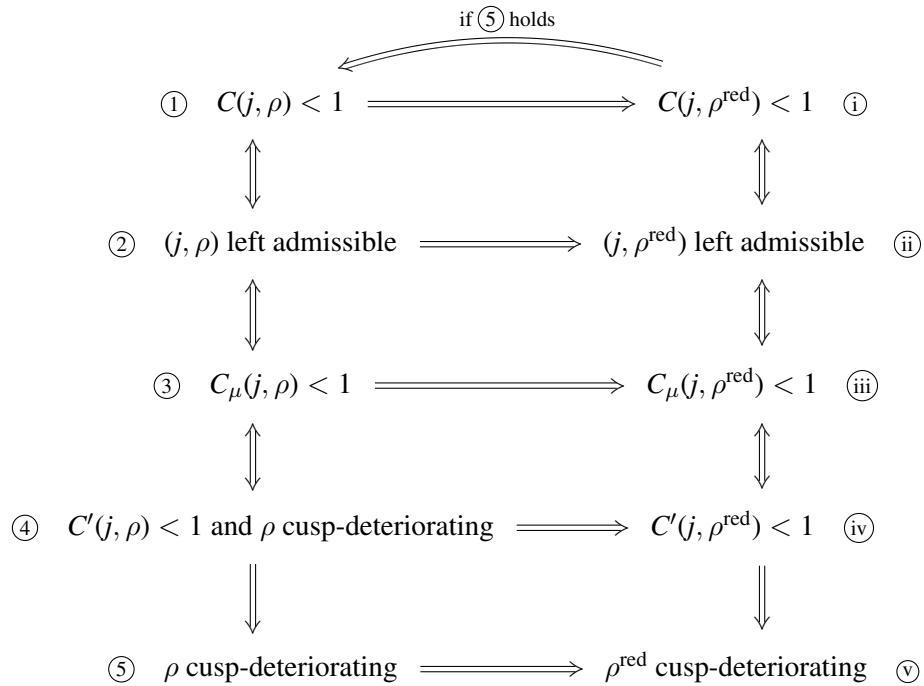 if ⑤ holds
① C(j, ρ) < 1 ⟹ C(j, ρ^red) < 1 ⓘ
② (j, ρ) left admissible ⟹ (j, ρ^red) left admissible (ii)
③ C_μ(j, ρ) < 1 ⟹ C_μ(j, ρ^red) < 1 (iii)
④ C′(j, ρ) < 1 and ρ cusp-deteriorating ⟹ C′(j, ρ^red) < 1 (iv)
⑤ ρ cusp-deteriorating ⟹ ρ^red cusp-deteriorating ⓥ